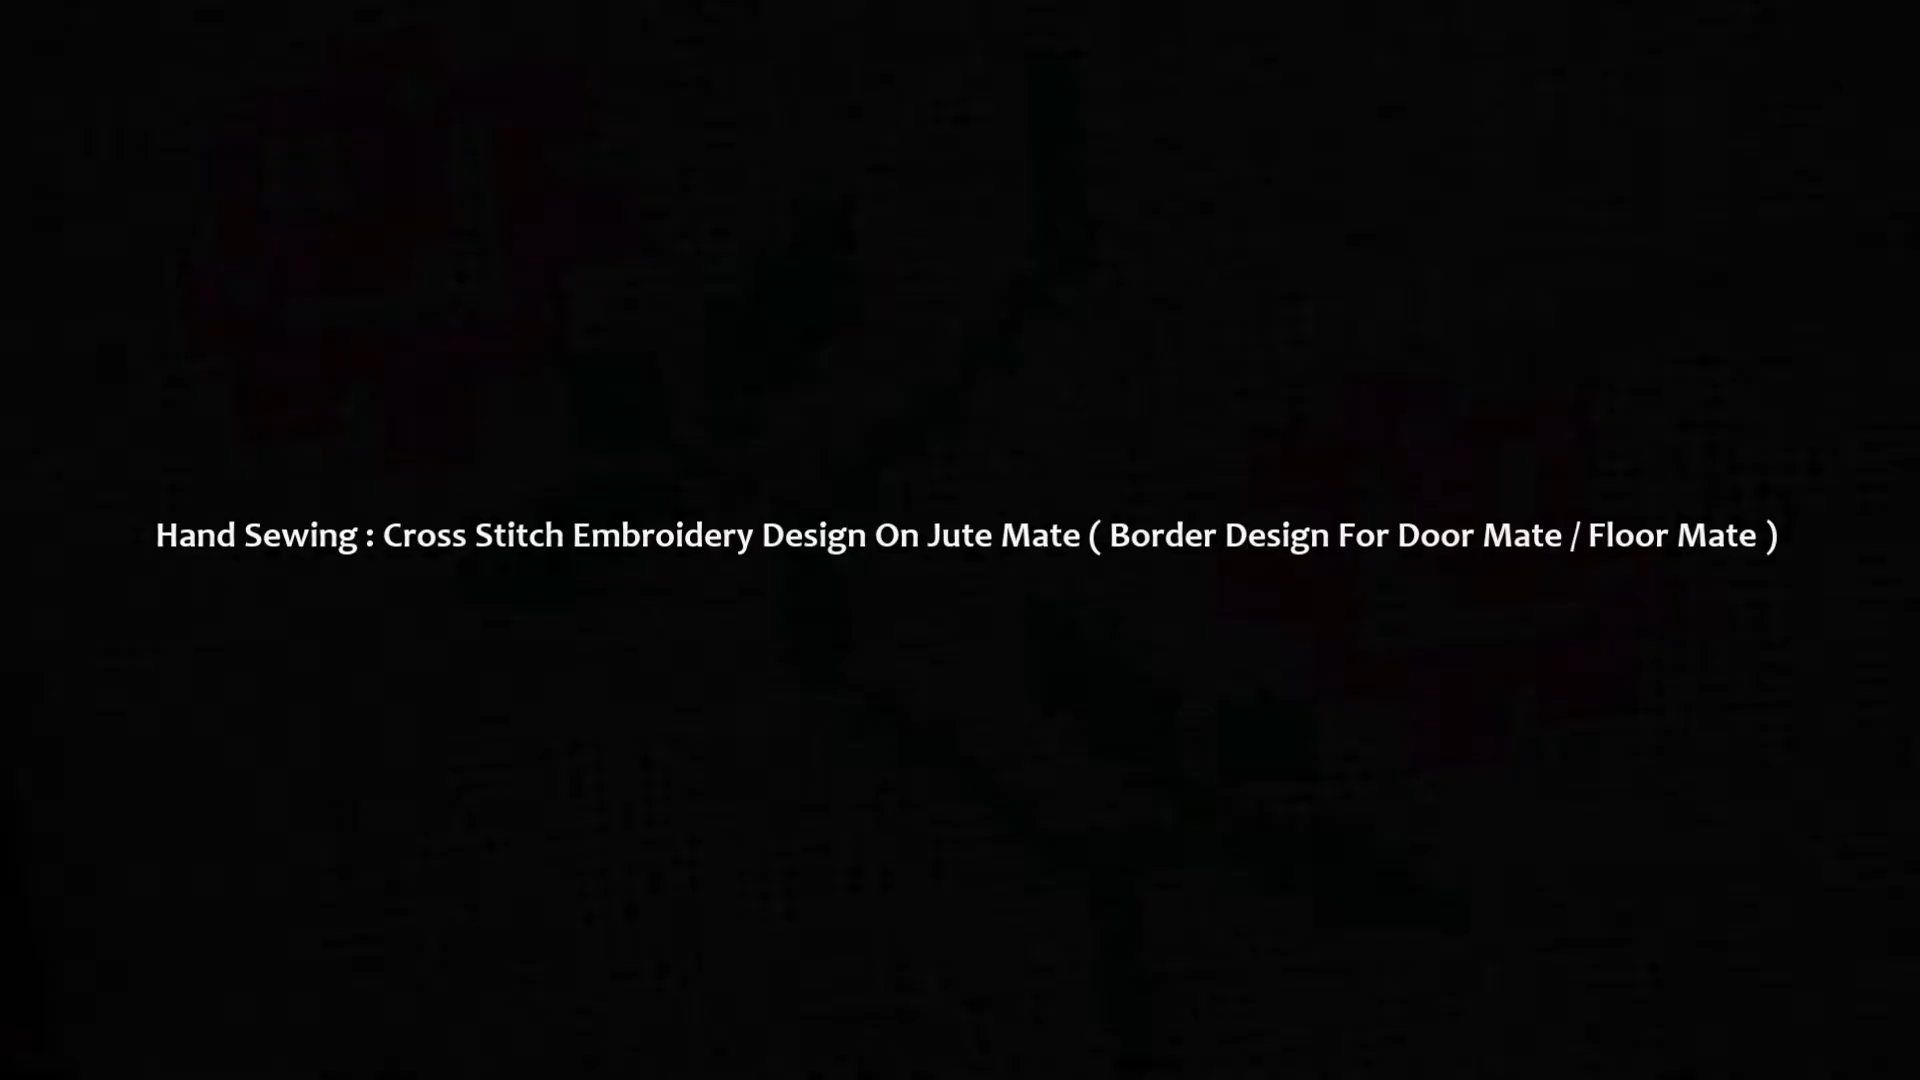 Hand Sewing : Cross Stitch Embroidery Design On Jute Mate ( Border Design For Door Mate / Floor Mate )